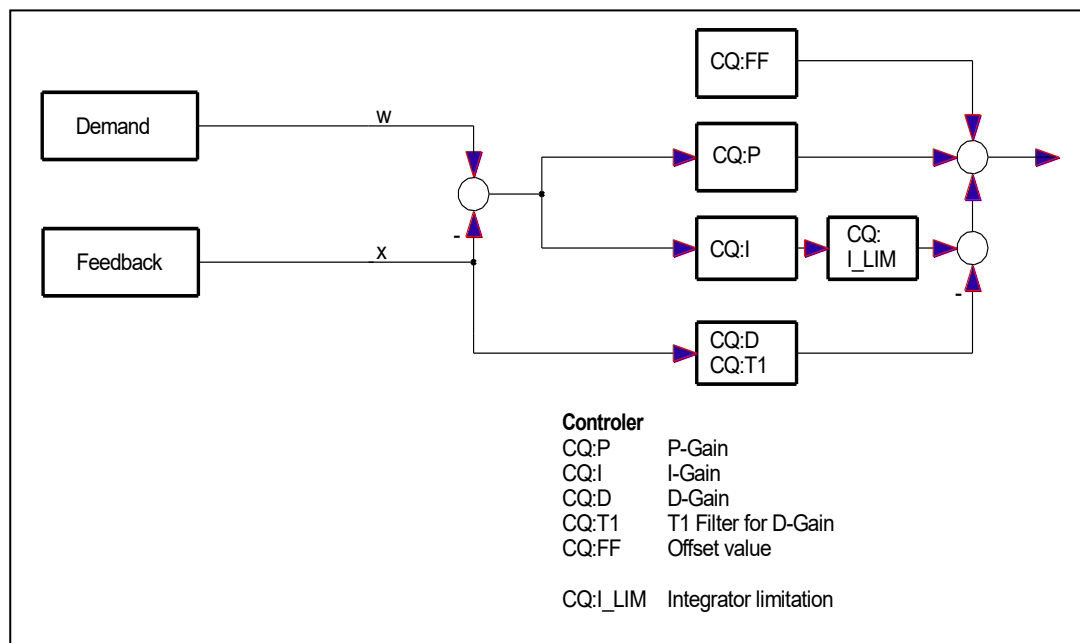 CQ:FF
Demand
w
CQ:P
-
Feedback
x
CQ:I
CQ:
I_LIM
-
CQ:D
CQ:T1
Controler
CQ:P P-Gain
CQ:I I-Gain
CQ:D D-Gain
CQ:T1 T1 Filter for D-Gain
CQ:FF Offset value
CQ:I_LIM Integrator limitation